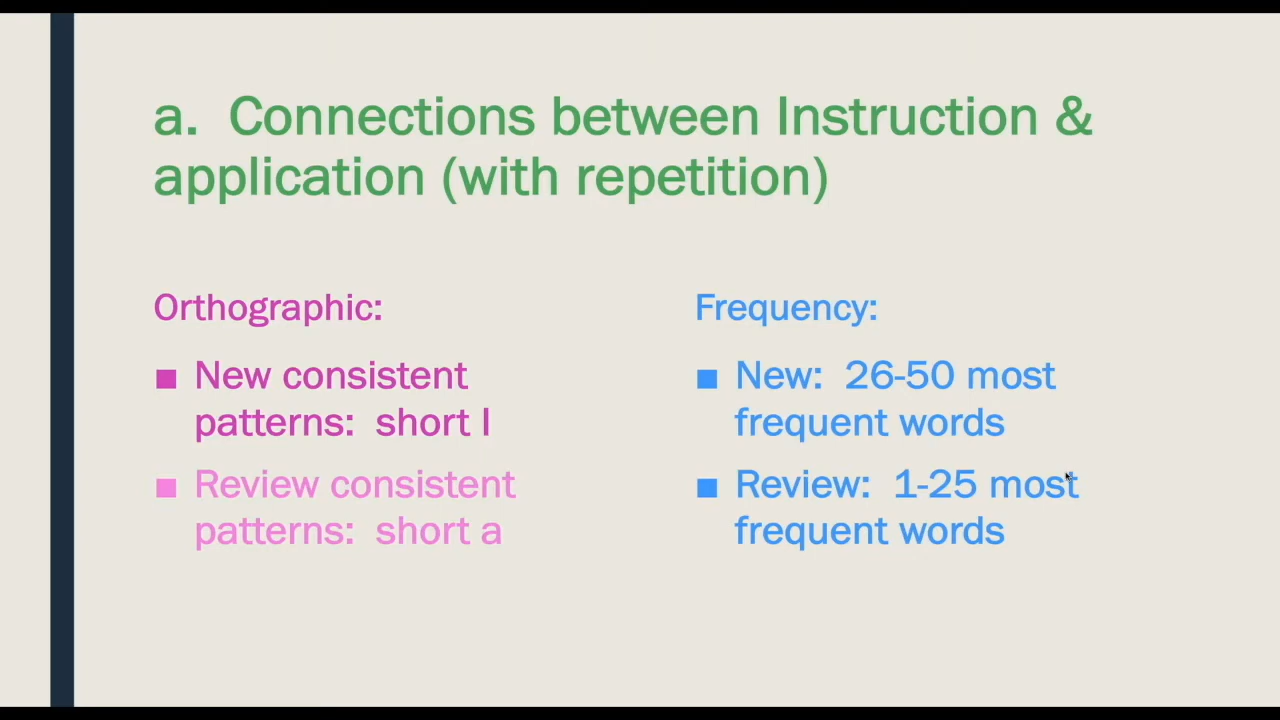 a. Connections between Instruction &
application (with repetition)
Orthographic:
■ New consistent
patterns: short I
■ Review consistent
patterns: short a
Frequency:
■ New: 26-50 most
frequent words
■ Review: 1-25 most
frequent words